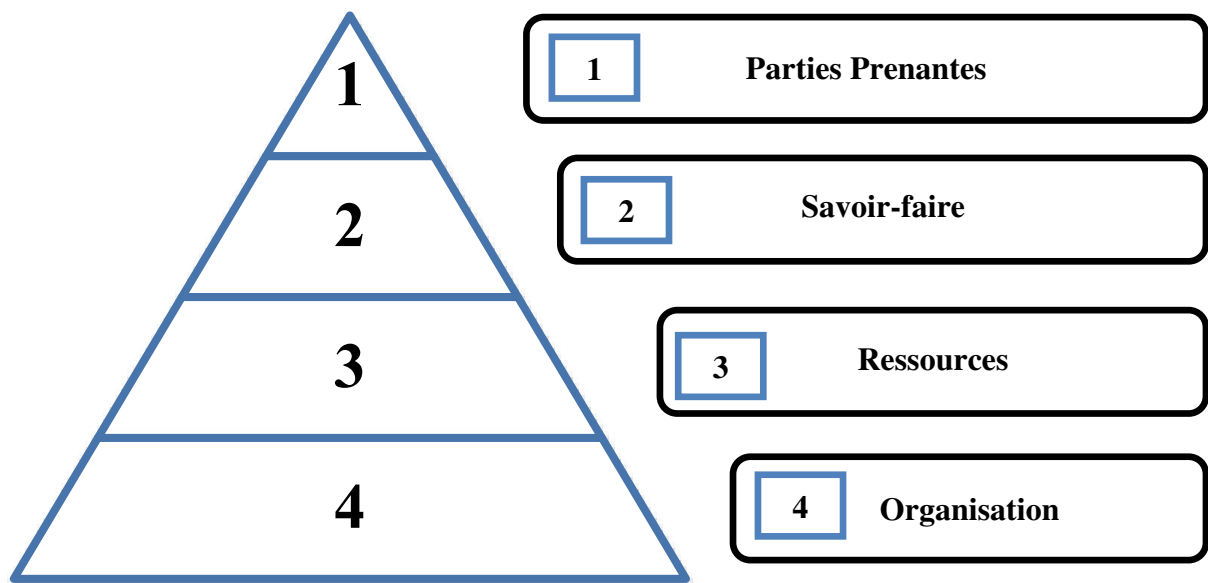 1
1 Parties Prenantes
2
2 Savoir-faire
3
3 Ressources
4
4 Organisation